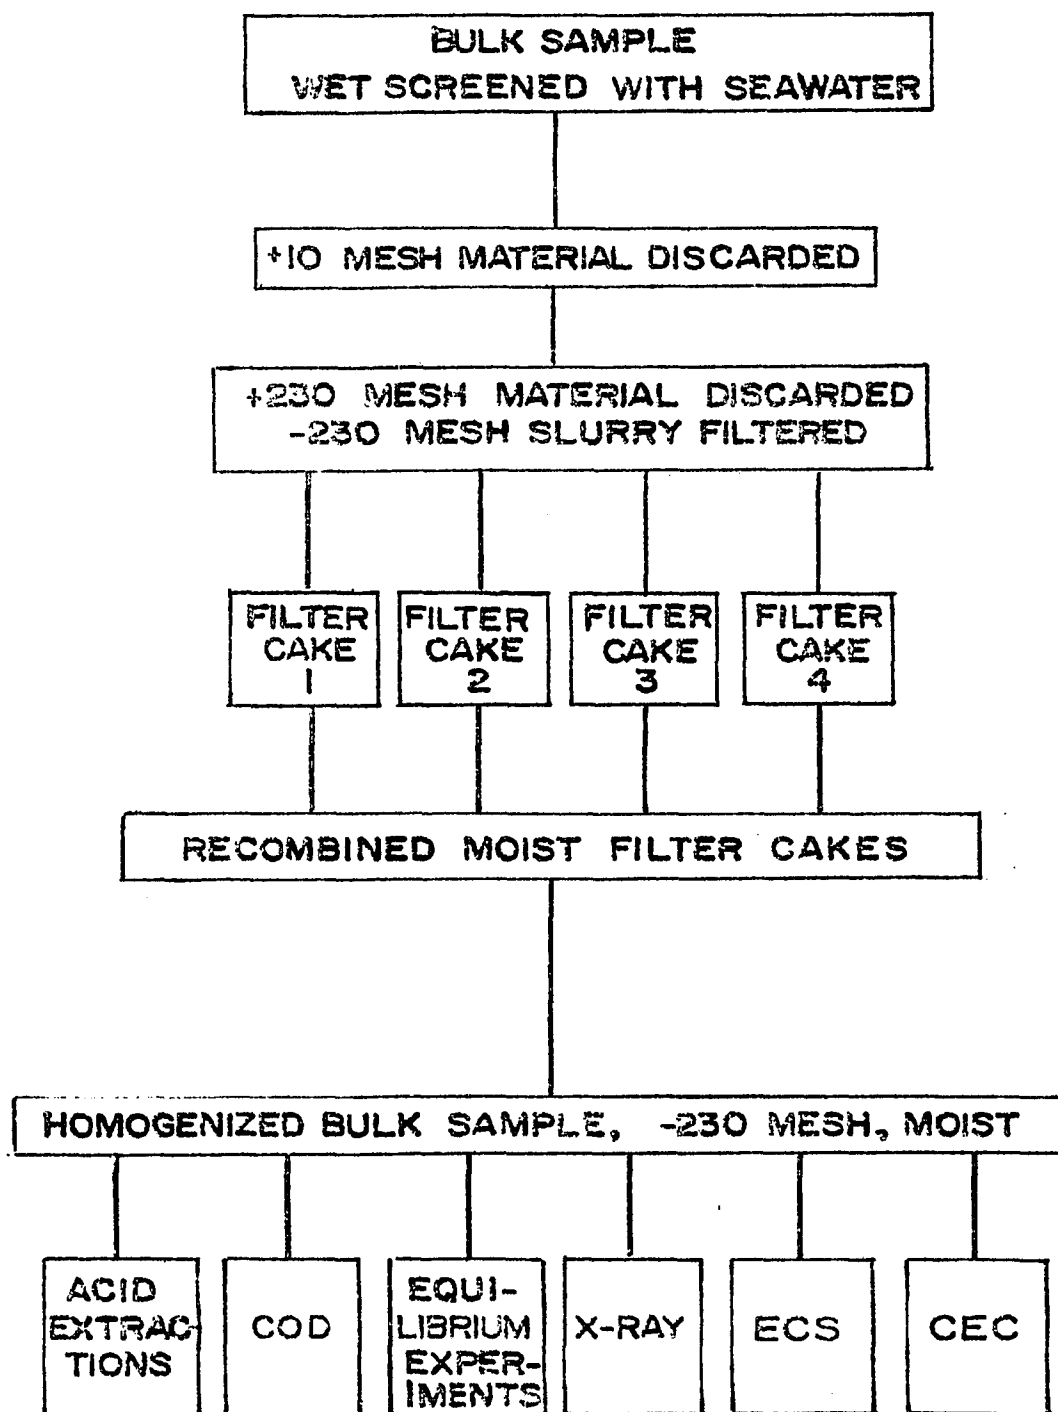 BULK SAMPLE
WET SCREENED WITH SEAWATER
+10 MESH MATERIAL DISCARDED
+230 MESH MATERIAL DISCARDED
-230 MESH SLURRY FILTERED
FILTER
CAKE
1
FILTER
CAKE
2
FILTER
CAKE
3
FILTER
CAKE
4
RECOMBINED MOIST FILTER CAKES
HOMOGENIZED BULK SAMPLE, -230 MESH, MOIST
ACID
EXTRAC-
TIONS
COD
EQUI-
LIBRIUM
EXPER-
IMENTS
X-RAY
ECS
CEC